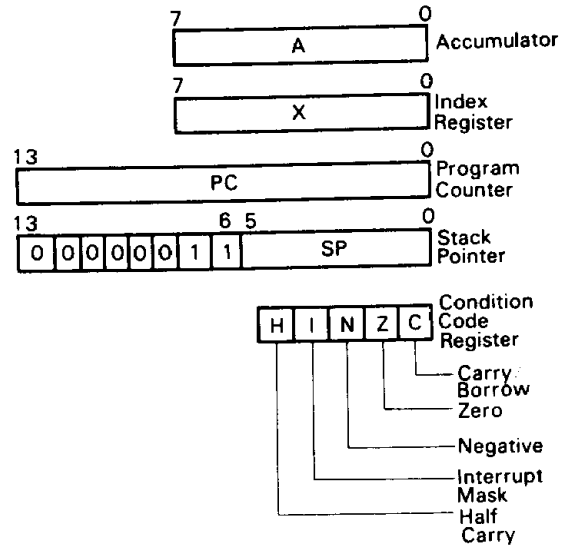 7 0
A Accumulator
7 0
X Index
Register
13 0
PC Program
Counter
13 6 5 0
0 0 0 0 0 0 1 1 SP Stack
Pointer
H I N Z C Condition
Code
Register
Carry
Borrow
Zero
Negative
Interrupt
Mask
Half
Carry